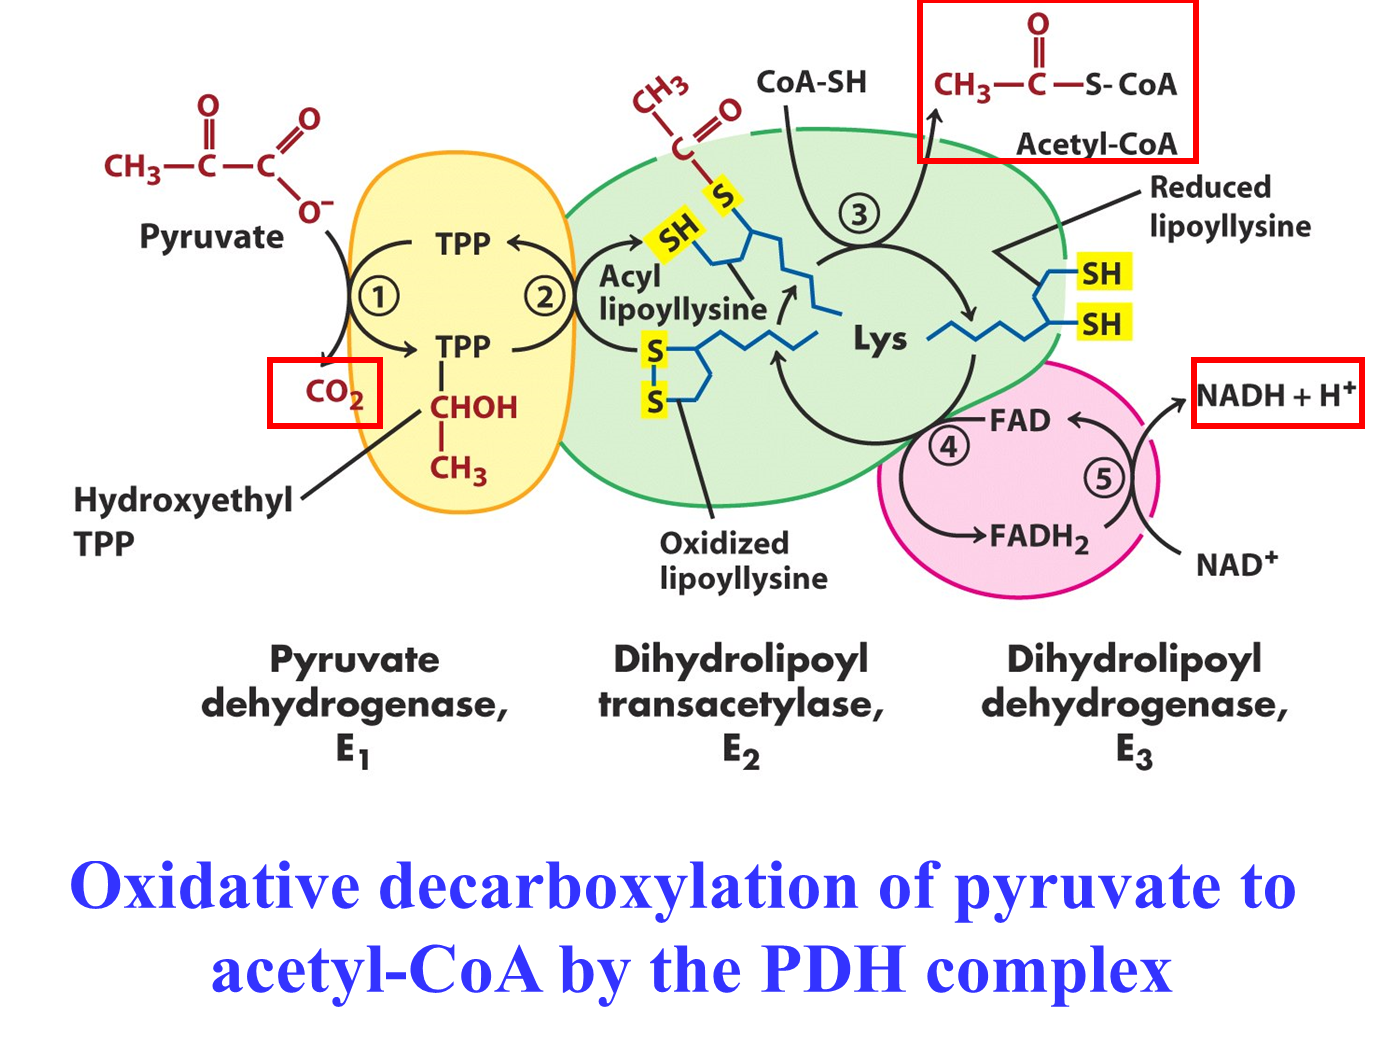 O
CH3—C—S-CoA
Acetyl-CoA
CoA-SH
CH3
O
C
S
SH
O
O
CH3—C—C
O−
Pyruvate
Reduced
lipoyllysine
TPP
TPP
CHOH
CH3
1
2
3
4
5
CO2
Acyl
lipoyllysine
S
S
Lys
SH
SH
NADH + H+
FAD
FADH2
NAD+
Hydroxyethyl
TPP
Oxidized
lipoyllysine
Pyruvate
dehydrogenase,
E1
Dihydrolipoyl
transacetylase,
E2
Dihydrolipoyl
dehydrogenase,
E3
Oxidative decarboxylation of pyruvate to
acetyl-CoA by the PDH complex